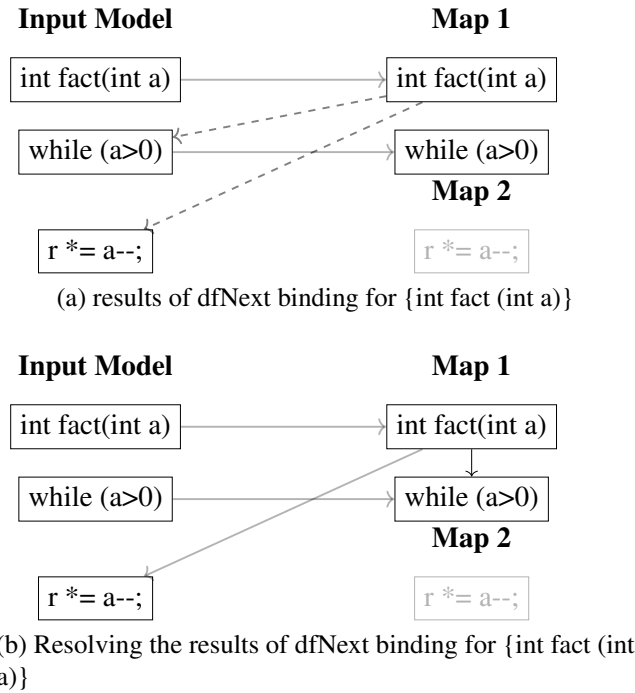 Input Model Map 1
int fact(int a) int fact(int a)
while (a>0) while (a>0)
Map 2
r *= a--; r *= a--;
(a) results of dfNext binding for {int fact (int a)}
Input Model Map 1
int fact(int a) int fact(int a)
while (a>0) while (a>0)
Map 2
r *= a--; r *= a--;
(b) Resolving the results of dfNext binding for {int fact (int
a)}